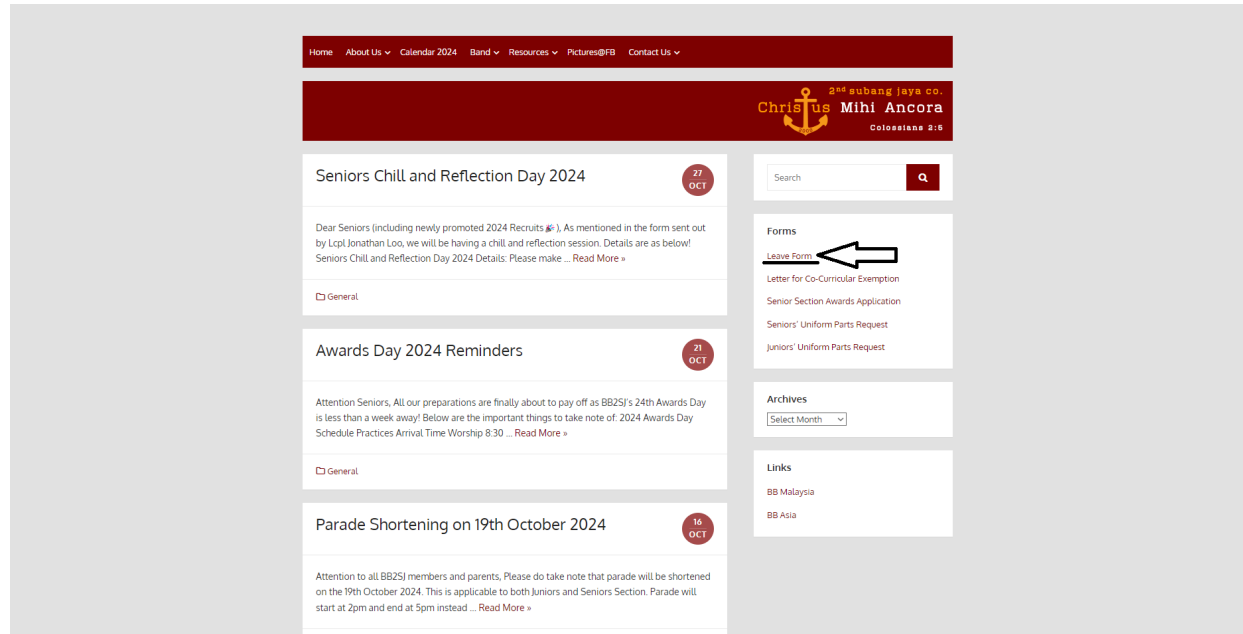 Home About Us Calendar 2024 Band Resources Pictures@FB Contact Us
2nd subang jaya co.
Christus Mihi Ancora
Colossians 2:6
Seniors Chill and Reflection Day 2024
27
OCT
Dear Seniors (including newly promoted 2024 Recruits 🎉), As mentioned in the form sent out
by Lcpl Jonathan Loo, we will be having a chill and reflection session. Details are as below!
Seniors Chill and Reflection Day 2024 Details: Please make ... Read More »
General
Awards Day 2024 Reminders
21
OCT
Attention Seniors, All our preparations are finally about to pay off as BB2SJ's 24th Awards Day
is less than a week away! Below are the important things to take note of: 2024 Awards Day
Schedule Practices Arrival Time Worship 8:30 ... Read More »
General
Parade Shortening on 19th October 2024
16
OCT
Attention to all BB2SJ members and parents, Please do take note that parade will be shortened
on the 19th October 2024. This is applicable to both Juniors and Seniors Section. Parade will
start at 2pm and end at 5pm instead ... Read More »
Search
Forms
Leave Form
Letter for Co-Curricular Exemption
Senior Section Awards Application
Seniors' Uniform Parts Request
Juniors' Uniform Parts Request
Archives
Select Month
Links
BB Malaysia
BB Asia